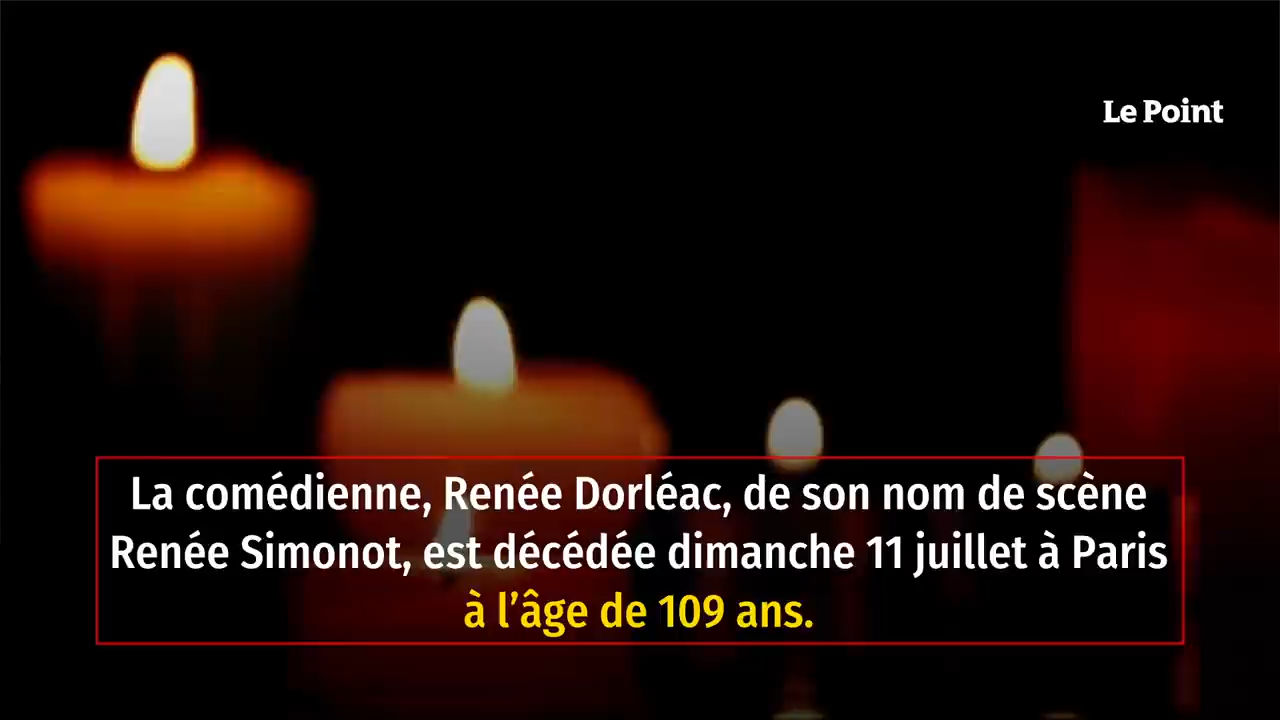 Le Point
La comédienne, Renée Dorléac, de son nom de scène
Renée Simonot, est décédée dimanche 11 juillet à Paris
à l’âge de 109 ans.